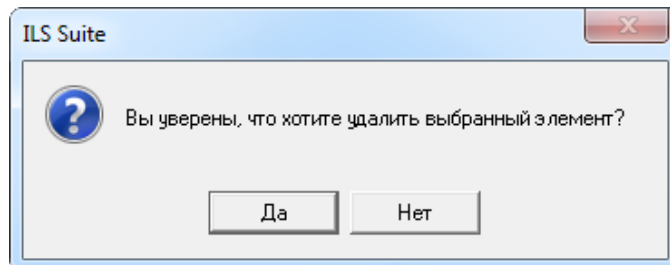 ILS Suite
Вы уверены, что хотите удалить выбранный элемент?
Да
Нет